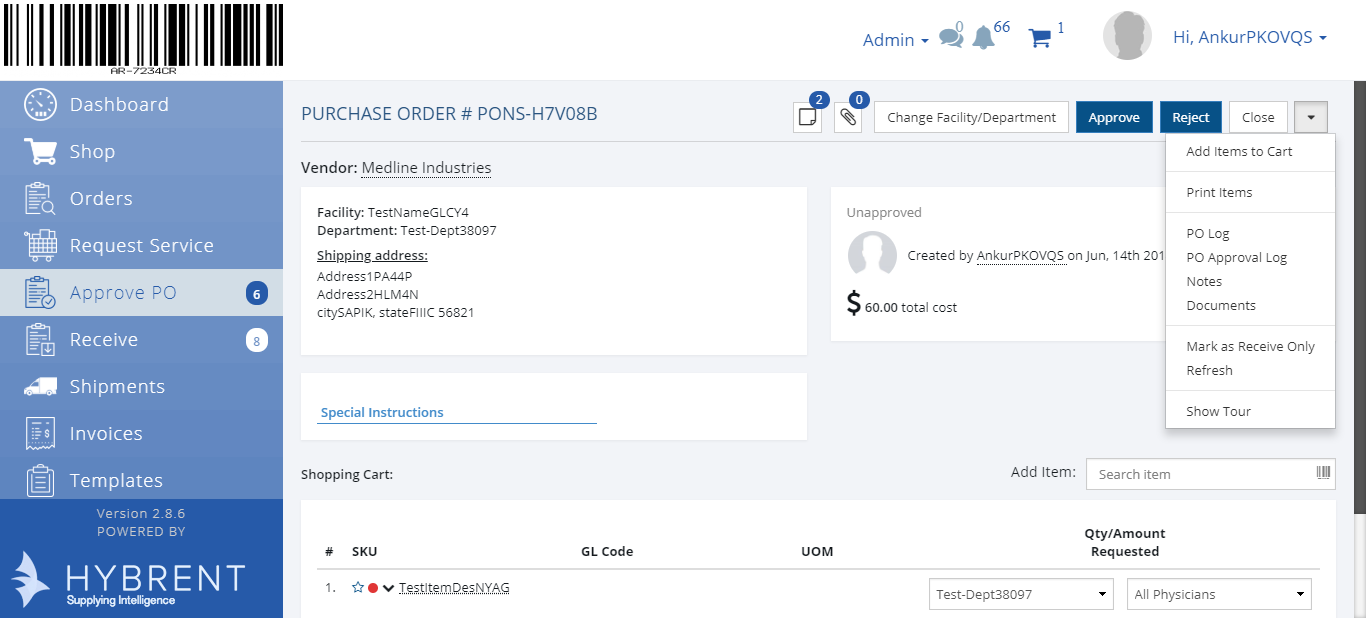 AR-7234CR
Admin
0
66
1
Hi, AnkurPKOVQS
Dashboard
Shop
Orders
Request Service
Approve PO
6
Receive
8
Shipments
Invoices
Templates
Version 2.8.6
POWERED BY
HYBRENT
Supplying Intelligence
PURCHASE ORDER # PONS-H7V08B
2
0
Change Facility/Department
Approve
Reject
Close
Add Items to Cart
Print Items
PO Log
PO Approval Log
Notes
Documents
Mark as Receive Only
Refresh
Show Tour
Vendor: Medline Industries
Facility: TestNameGLCY4
Department: Test-Dept38097
Shipping address:
Address1PA44P
Address2HLM4N
citySAPIK, stateFIIIC 56821
Unapproved
Created by AnkurPKOVQS on Jun, 14th 201
$ 60.00 total cost
Special Instructions
Shopping Cart:
Add Item:
Search item
# SKU GL Code UOM Qty/Amount
Requested
1. TestItemDesNYAG
Test-Dept38097
All Physicians